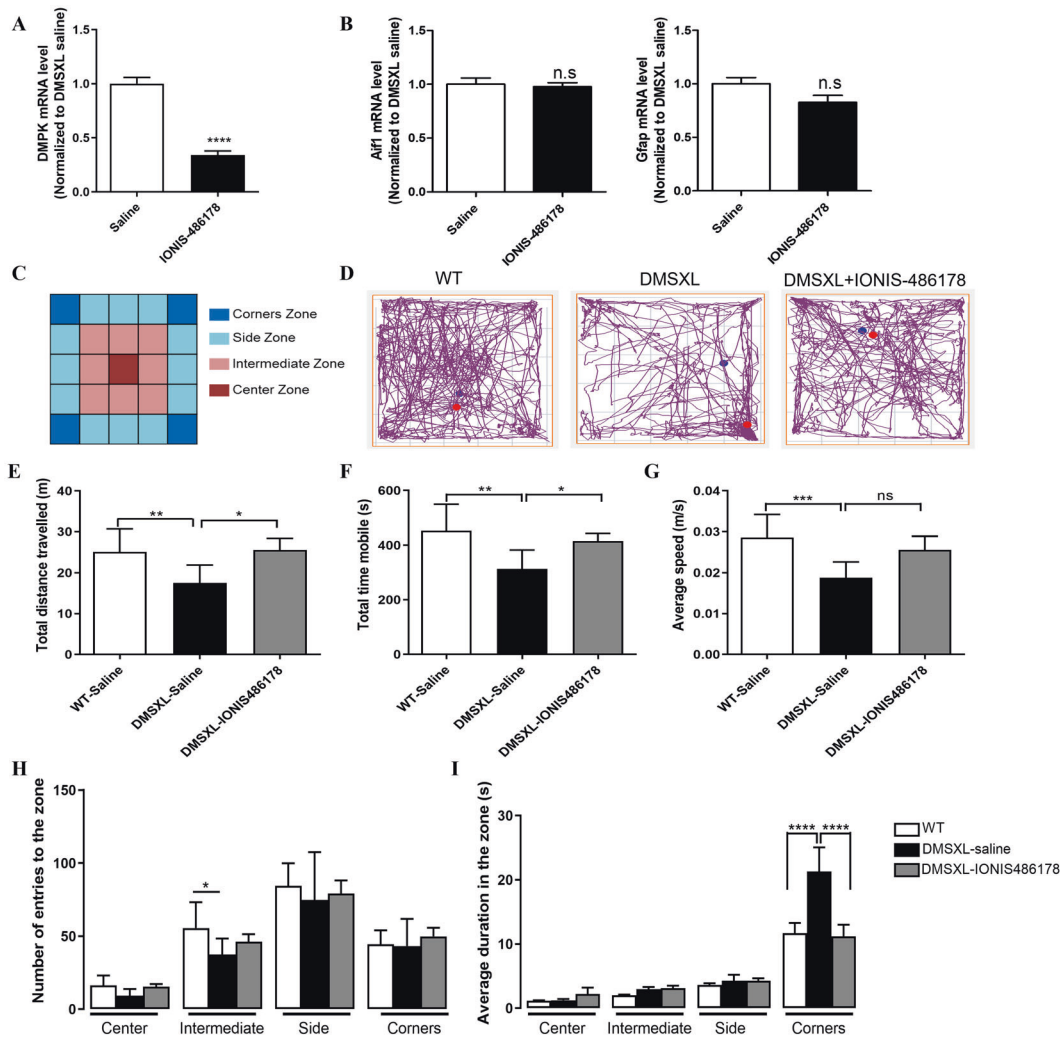 A
DMPK mRNA level
(Normalized to DMSXL saline)
1.5
1.0
0.5
0.0
****
Saline
IONIS-486178
B
Aif1 mRNA level
(Normalized to DMSXL saline)
1.5
1.0
0.5
0.0
n.s
Saline
IONIS-486178
Gfap mRNA level
(Normalized to DMSXL saline)
1.5
1.0
0.5
0.0
n.s
Saline
IONIS-486178
C
Corners Zone
Side Zone
Intermediate Zone
Center Zone
D
WT
DMSXL
DMSXL+IONIS-486178
E
Total distance travelled (m)
40
30
20
10
0
**
*
WT-Saline
DMSXL-Saline
DMSXL-IONIS486178
F
Total time mobile (s)
600
400
200
0
**
*
WT-Saline
DMSXL-Saline
DMSXL-IONIS486178
G
Average speed (m/s)
0.04
0.03
0.02
0.01
0.00
***
ns
WT-Saline
DMSXL-Saline
DMSXL-IONIS486178
H
Number of entries to the zone
150
100
50
0
*
Center
Intermediate
Side
Corners
I
Average duration in the zone (s)
30
20
10
0
**** ****
Center
Intermediate
Side
Corners
WT
DMSXL-saline
DMSXL-IONIS486178